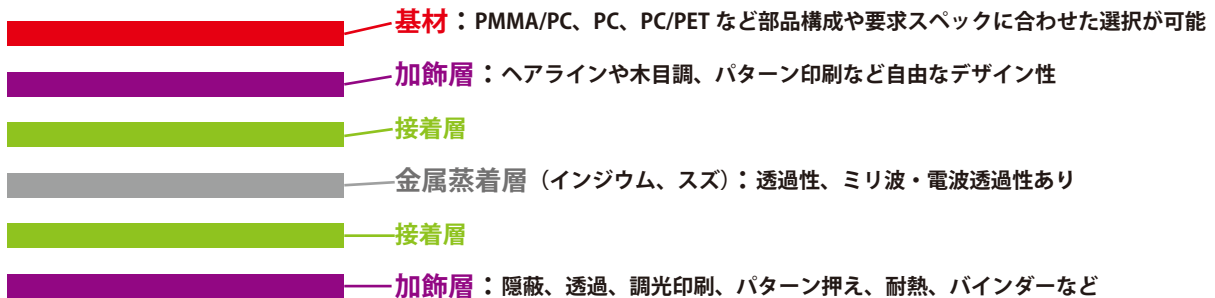 基材：PMMA/PC、PC、PC/PET など部品構成や要求スペックに合わせた選択が可能
加飾層：ヘアラインや木目調、パターン印刷など自由なデザイン性
接着層
金属蒸着層（インジウム、スズ）：透過性、ミリ波・電波透過性あり
接着層
加飾層：隠蔽、透過、調光印刷、パターン押え、耐熱、バインダーなど